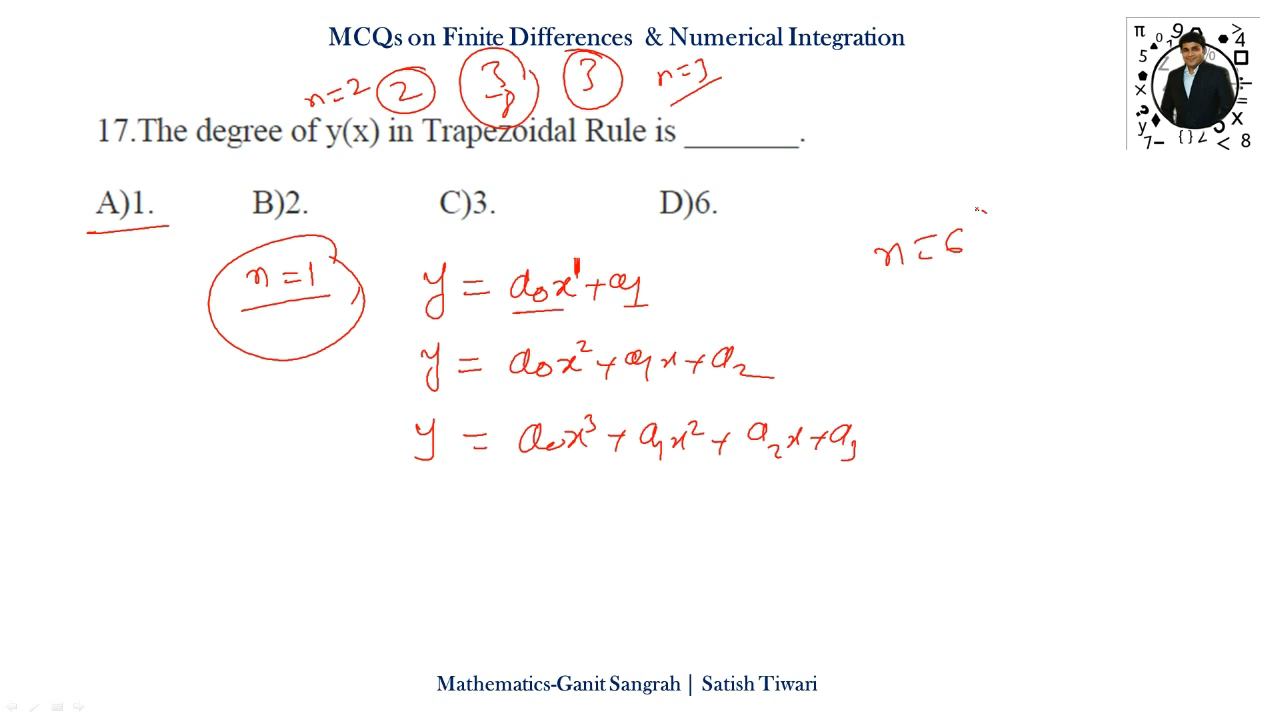 MCQs on Finite Differences & Numerical Integration
n=2 2 3/8 3 n=3
17.The degree of y(x) in Trapezoidal Rule is _______.
A)1. B)2. C)3. D)6.
n=6
n=1 y = a₀x¹+a₁
y = a₀x²+a₁x+a₂
y = a₀x³+a₁x²+a₂x+a₃
Mathematics-Ganit Sangrah | Satish Tiwari